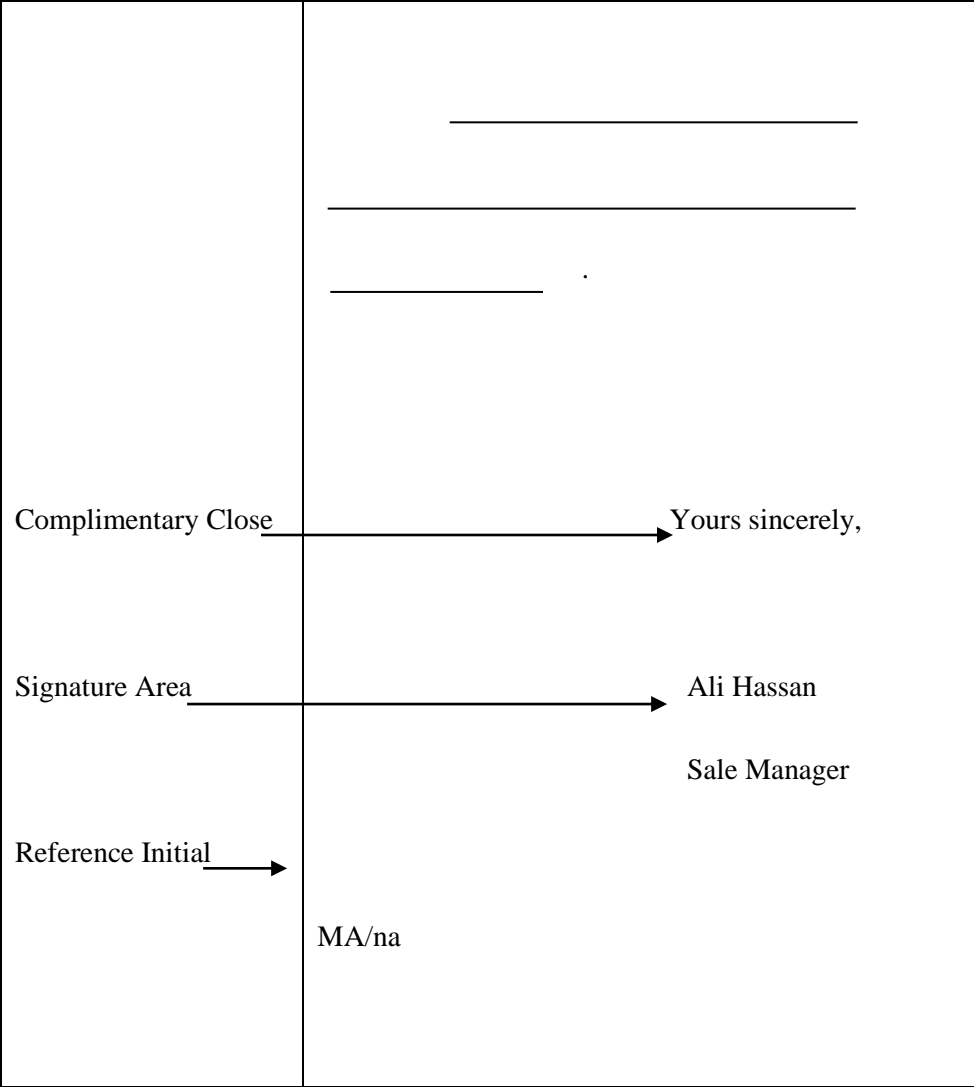 .
Complimentary Close Yours sincerely,
Signature Area Ali Hassan
Sale Manager
Reference Initial
MA/na